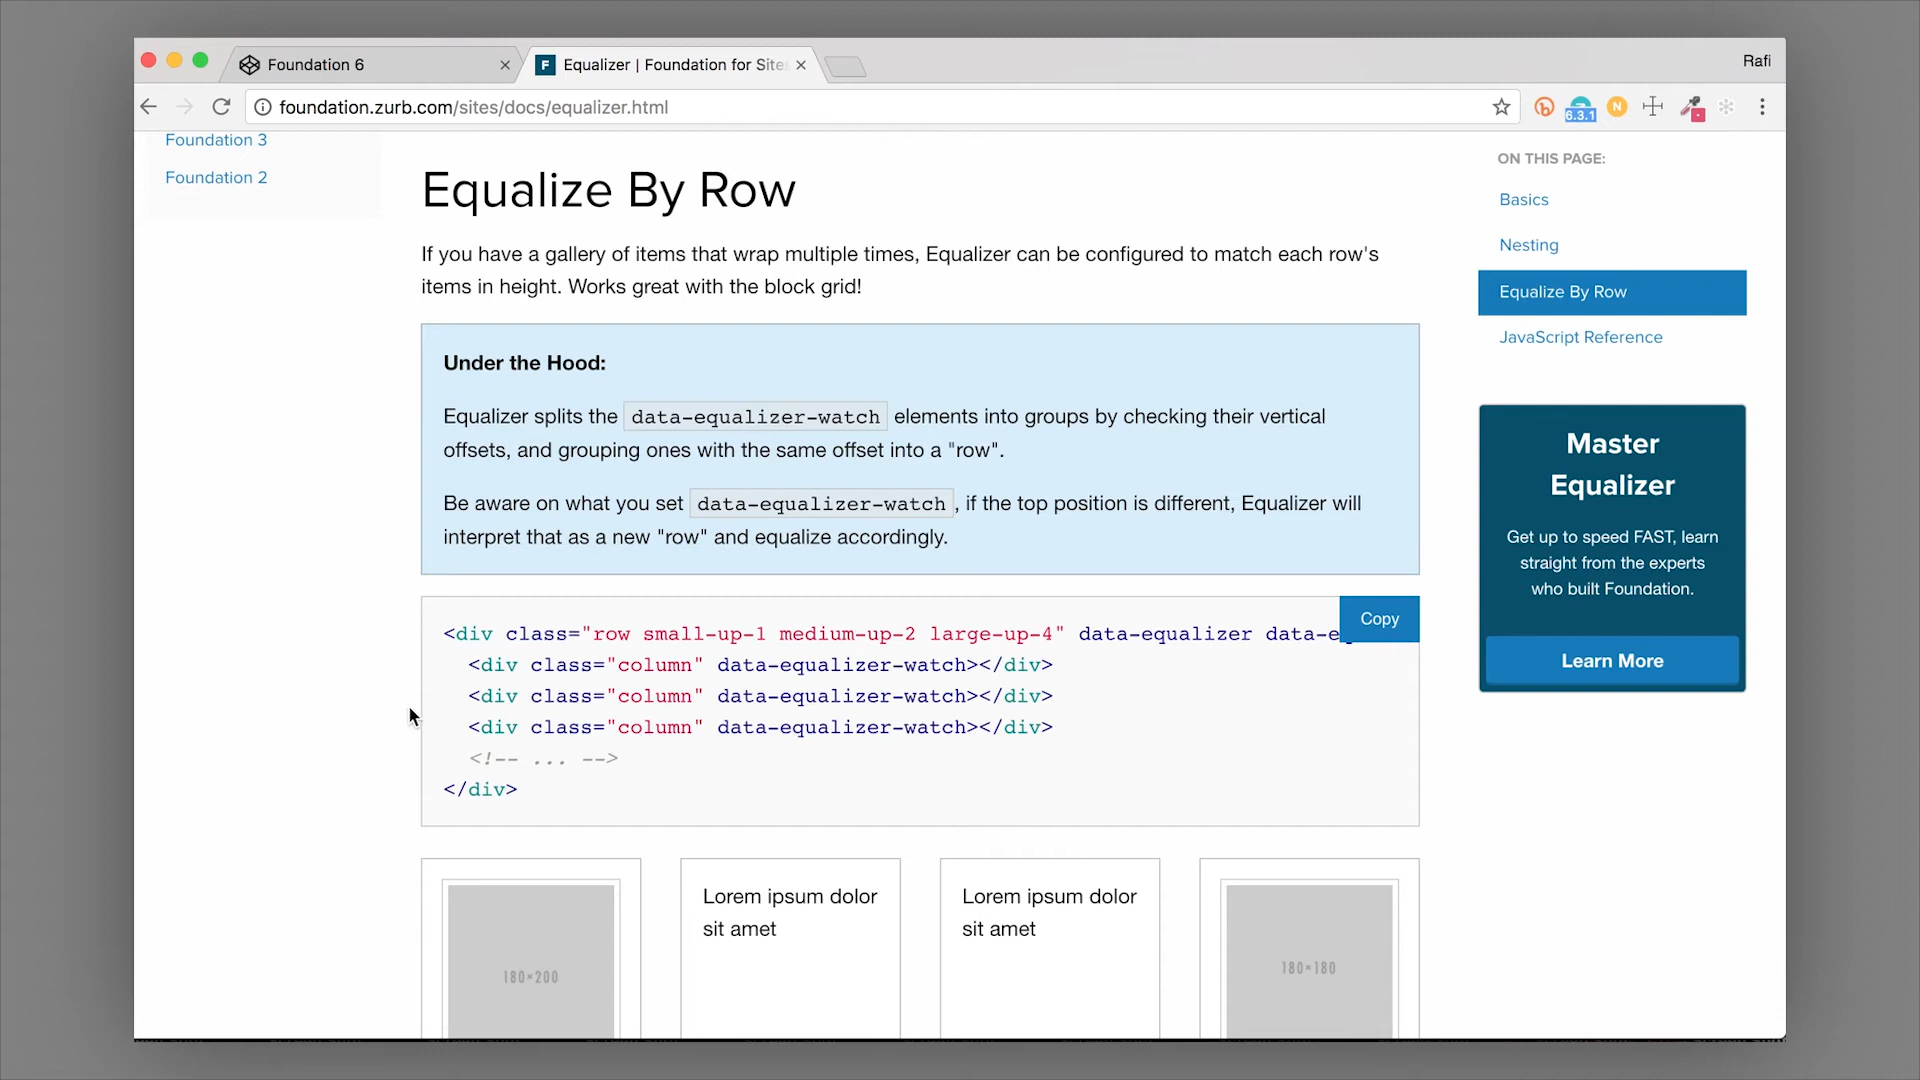 Foundation 6
Equalizer | Foundation for Site
Rafi
foundation.zurb.com/sites/docs/equalizer.html
6.3.1
N
Foundation 3
Foundation 2
Equalize By Row
If you have a gallery of items that wrap multiple times, Equalizer can be configured to match each row's
items in height. Works great with the block grid!
Under the Hood:
Equalizer splits the data-equalizer-watch elements into groups by checking their vertical
offsets, and grouping ones with the same offset into a "row".
Be aware on what you set data-equalizer-watch, if the top position is different, Equalizer will
interpret that as a new "row" and equalize accordingly.
Copy
<div class="row small-up-1 medium-up-2 large-up-4" data-equalizer data-e
<div class="column" data-equalizer-watch></div>
<div class="column" data-equalizer-watch></div>
<div class="column" data-equalizer-watch></div>
<!-- ... -->
</div>
180×200
Lorem ipsum dolor
sit amet
Lorem ipsum dolor
sit amet
180×180
ON THIS PAGE:
Basics
Nesting
Equalize By Row
JavaScript Reference
Master
Equalizer
Get up to speed FAST, learn
straight from the experts
who built Foundation.
Learn More